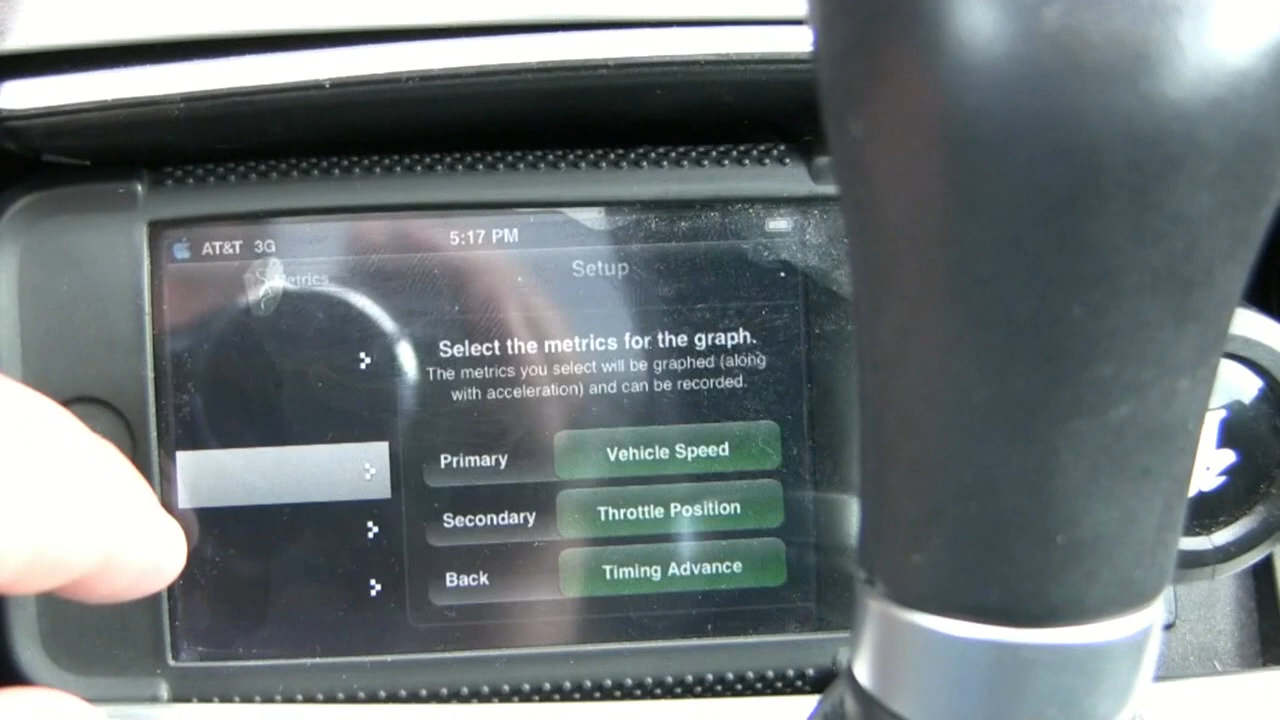 AT&T 3G 5:17 PM
Metrics
Setup
Select the metrics for the graph.
The metrics you select will be graphed (along
with acceleration) and can be recorded.
Primary Vehicle Speed
Secondary Throttle Position
Back Timing Advance